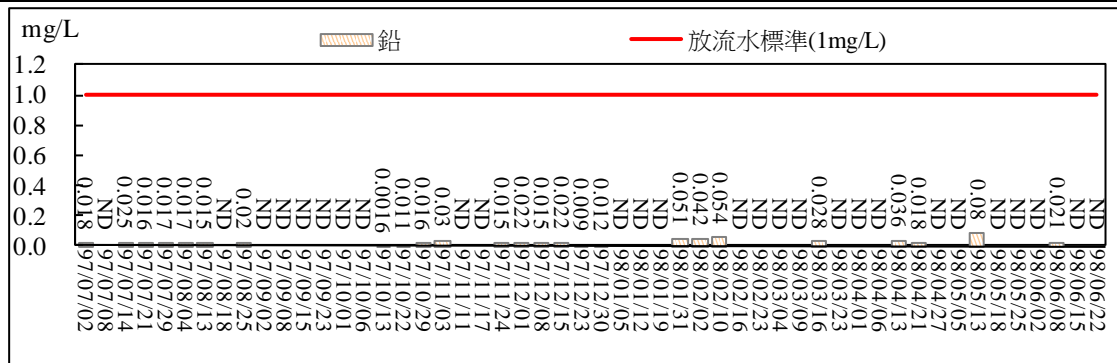 mg/L
鉛
放流水標準(1mg/L)
1.2
1.0
0.8
0.6
0.4
0.2
0.0
0.018
ND
0.025
0.016
0.017
0.017
0.015
ND
0.02
ND
ND
ND
ND
ND
ND
0.0016
0.011
0.016
0.03
ND
ND
0.015
0.022
0.015
0.022
0.009
0.012
ND
ND
ND
0.051
0.042
0.054
ND
ND
ND
ND
0.028
ND
ND
ND
0.036
0.018
ND
ND
0.08
ND
ND
ND
0.021
ND
ND
97/07/02
97/07/08
97/07/14
97/07/21
97/07/29
97/08/04
97/08/13
97/08/18
97/08/25
97/09/02
97/09/08
97/09/15
97/09/23
97/10/01
97/10/06
97/10/13
97/10/22
97/10/29
97/11/03
97/11/11
97/11/17
97/11/24
97/12/01
97/12/08
97/12/15
97/12/23
97/12/30
98/01/05
98/01/12
98/01/19
98/01/31
98/02/02
98/02/10
98/02/16
98/02/23
98/03/04
98/03/09
98/03/16
98/03/23
98/04/01
98/04/06
98/04/13
98/04/21
98/04/27
98/05/05
98/05/13
98/05/18
98/05/25
98/06/02
98/06/08
98/06/15
98/06/22